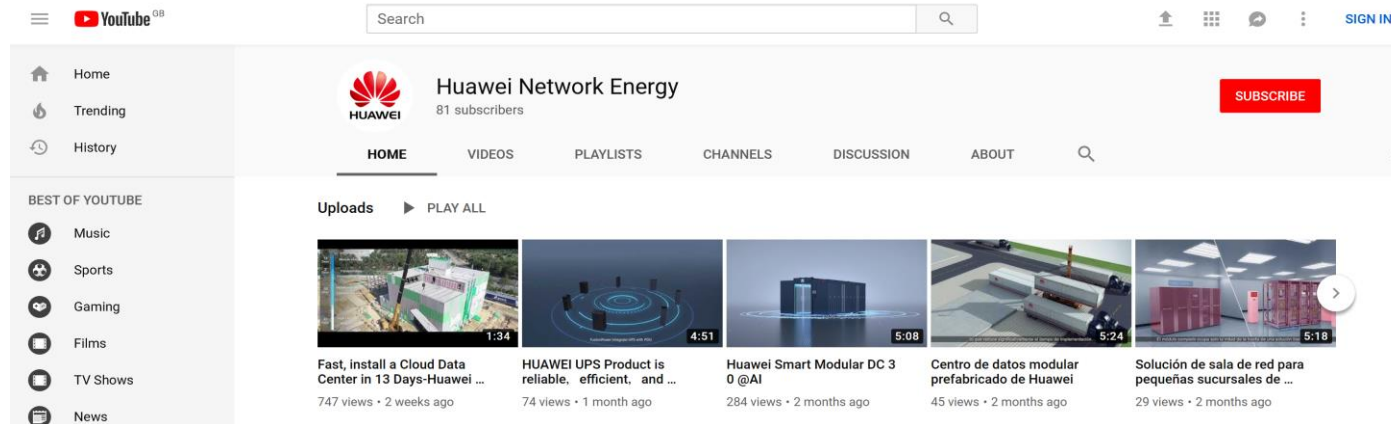 YouTube GB
Search
SIGN IN
Home
Trending
History
BEST OF YOUTUBE
Music
Sports
Gaming
Films
TV Shows
News
HUAWEI
Huawei Network Energy
81 subscribers
SUBSCRIBE
HOME VIDEOS PLAYLISTS CHANNELS DISCUSSION ABOUT
Uploads PLAY ALL
1:34
4:51
5:08
5:24
5:18
Fast, install a Cloud Data
Center in 13 Days-Huawei ...
747 views • 2 weeks ago
HUAWEI UPS Product is
reliable, efficient, and ...
74 views • 1 month ago
Huawei Smart Modular DC 3
0 @AI
284 views • 2 months ago
Centro de datos modular
prefabricado de Huawei
45 views • 2 months ago
Solución de sala de red para
pequeñas sucursales de ...
29 views • 2 months ago